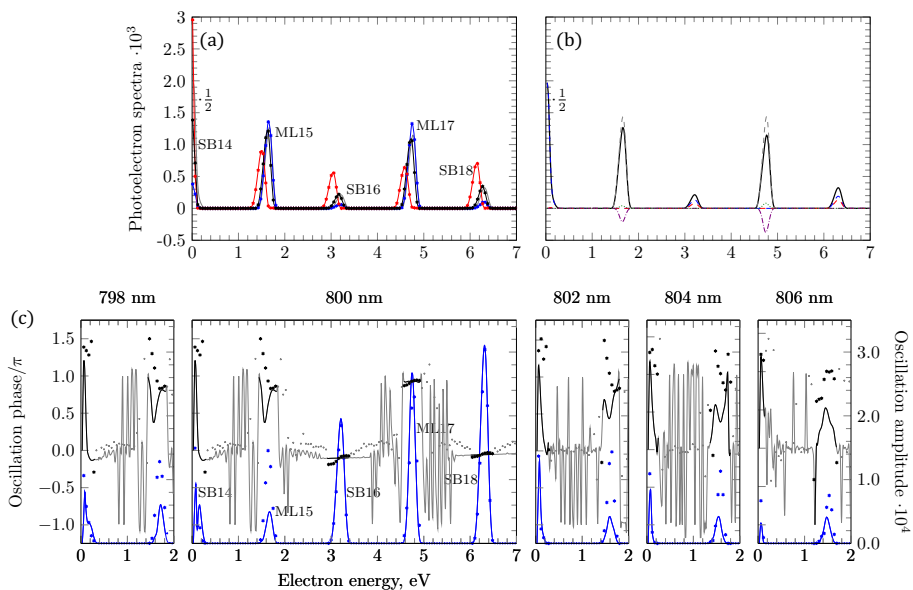 (a)
(b)
Photoelectron spectra ·10³
3
2.5
2
1.5
1
0.5
0
−0.5
· 1/2
SB14
ML15
SB16
ML17
SB18
· 1/2
0 1 2 3 4 5 6 7
0 1 2 3 4 5 6 7
798 nm
800 nm
802 nm
804 nm
806 nm
(c)
Oscillation phase/π
1.5
1.0
0.5
0.0
−0.5
−1.0
SB14
ML15
SB16
ML17
SB18
3.0
2.0
1.0
0.0
Oscillation amplitude ·10⁴
0 1 2
0 1 2 3 4 5 6 7
0 1 2
0 1 2
0 1 2
Electron energy, eV